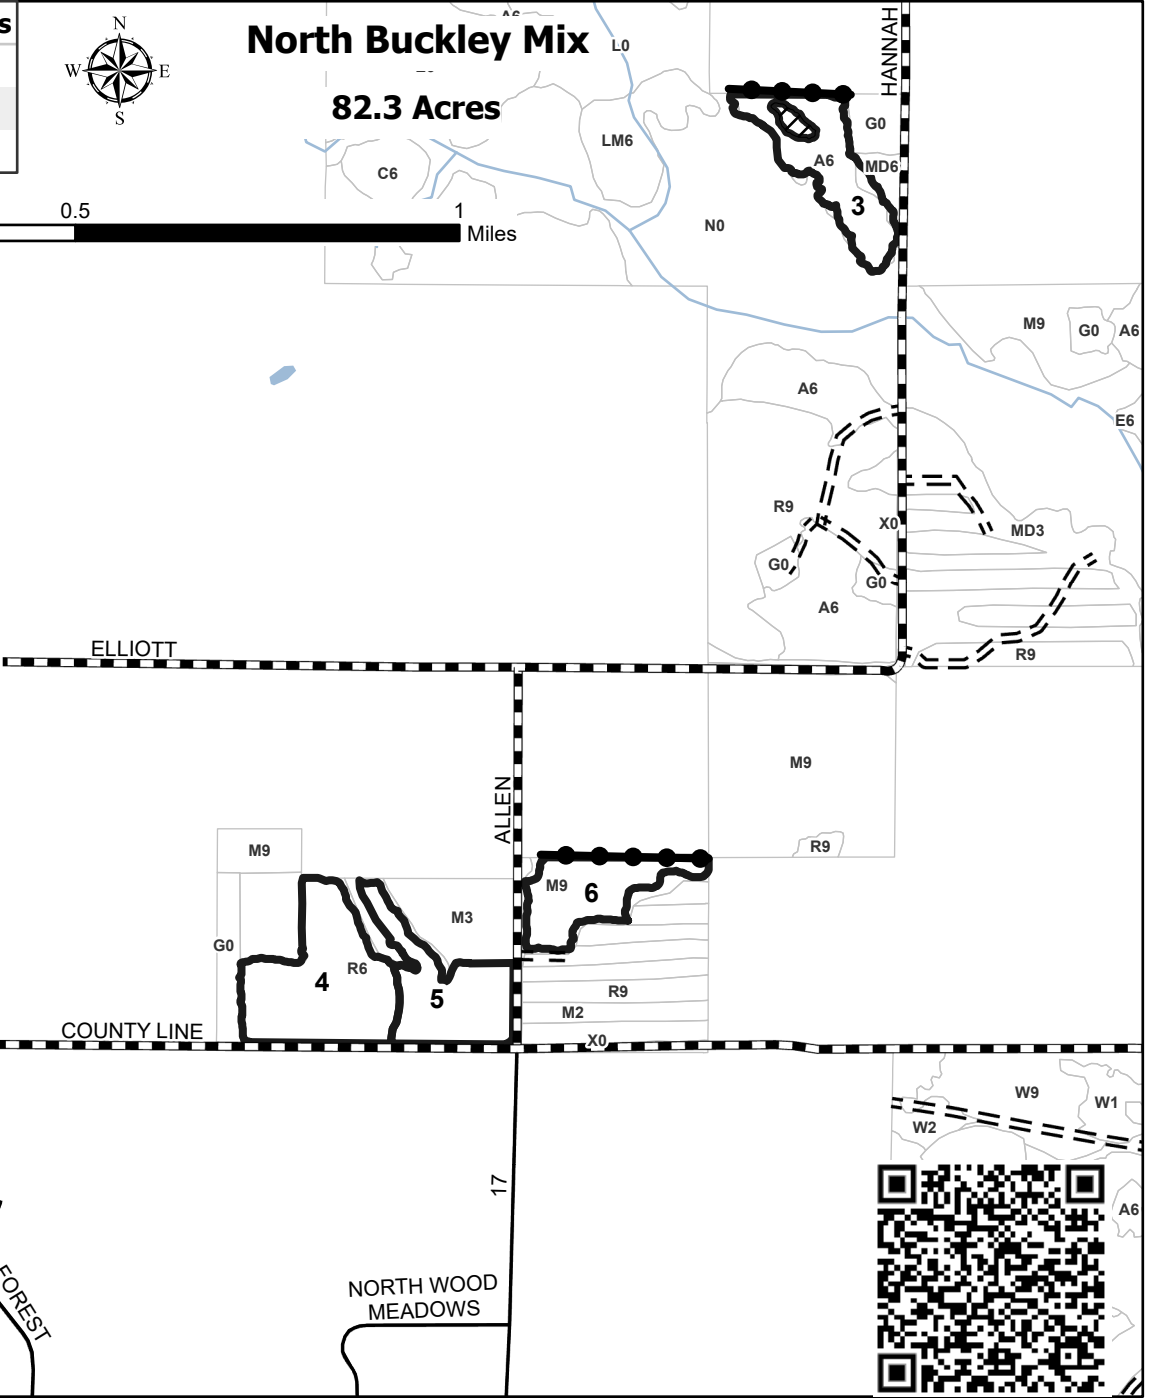 s
N
W E
S
North Buckley Mix
82.3 Acres
0.5 1
Miles
A6
L0
LM6
C6
N0
HANNAH
G0
A6
MD6
3
M9
G0
A6
E6
A6
R9
X0
MD3
G0
G0
A6
R9
ELLIOTT
M9
ALLEN
R9
M9
M9
6
M3
G0
R6
4
5
R9
M2
X0
COUNTY LINE
W9
W1
W2
A6
17
NORTH WOOD
MEADOWS
FOREST